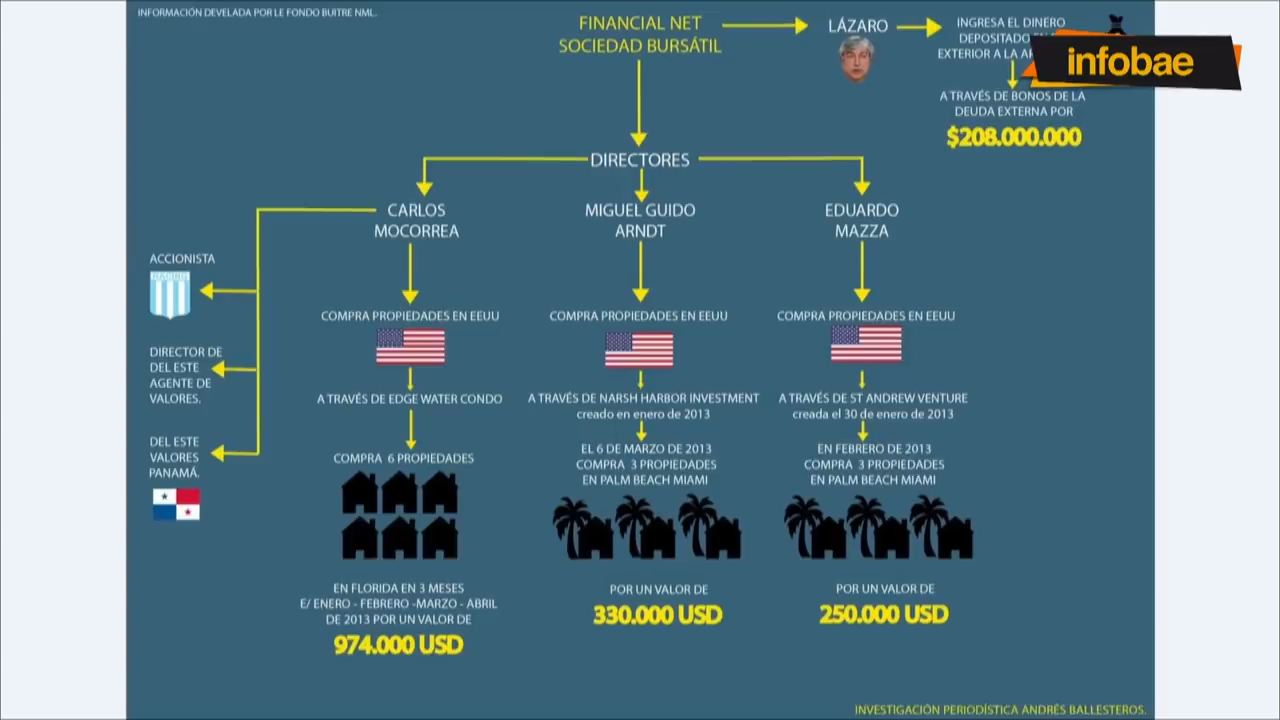 INFORMACIÓN DEVELADA POR LE FONDO BUITRE NML.
FINANCIAL NET
SOCIEDAD BURSÁTIL
LÁZARO
INGRESA EL DINERO
DEPOSITADO
EXTERIOR A LA
A TRAVÉS DE BONOS DE LA
DEUDA EXTERNA POR
$208.000.000
infobae
DIRECTORES
CARLOS
MOCORREA
MIGUEL GUIDO
ARNDT
EDUARDO
MAZZA
ACCIONISTA
RACING
DIRECTOR DE
DEL ESTE
AGENTE DE
VALORES.
DEL ESTE
VALORES
PANAMÁ.
COMPRA PROPIEDADES EN EEUU
A TRAVÉS DE EDGE WATER CONDO
COMPRA 6 PROPIEDADES
EN FLORIDA EN 3 MESES
E/ ENERO - FEBRERO -MARZO - ABRIL
DE 2013 POR UN VALOR DE
974.000 USD
COMPRA PROPIEDADES EN EEUU
A TRAVÉS DE NARSH HARBOR INVESTMENT
creado en enero de 2013
EL 6 DE MARZO DE 2013
COMPRA 3 PROPIEDADES
EN PALM BEACH MIAMI
POR UN VALOR DE
330.000 USD
COMPRA PROPIEDADES EN EEUU
A TRAVÉS DE ST ANDREW VENTURE
creada el 30 de enero de 2013
EN FEBRERO DE 2013
COMPRA 3 PROPIEDADES
EN PALM BEACH MIAMI
POR UN VALOR DE
250.000 USD
INVESTIGACIÓN PERIODÍSTICA ANDRÉS BALLESTEROS.